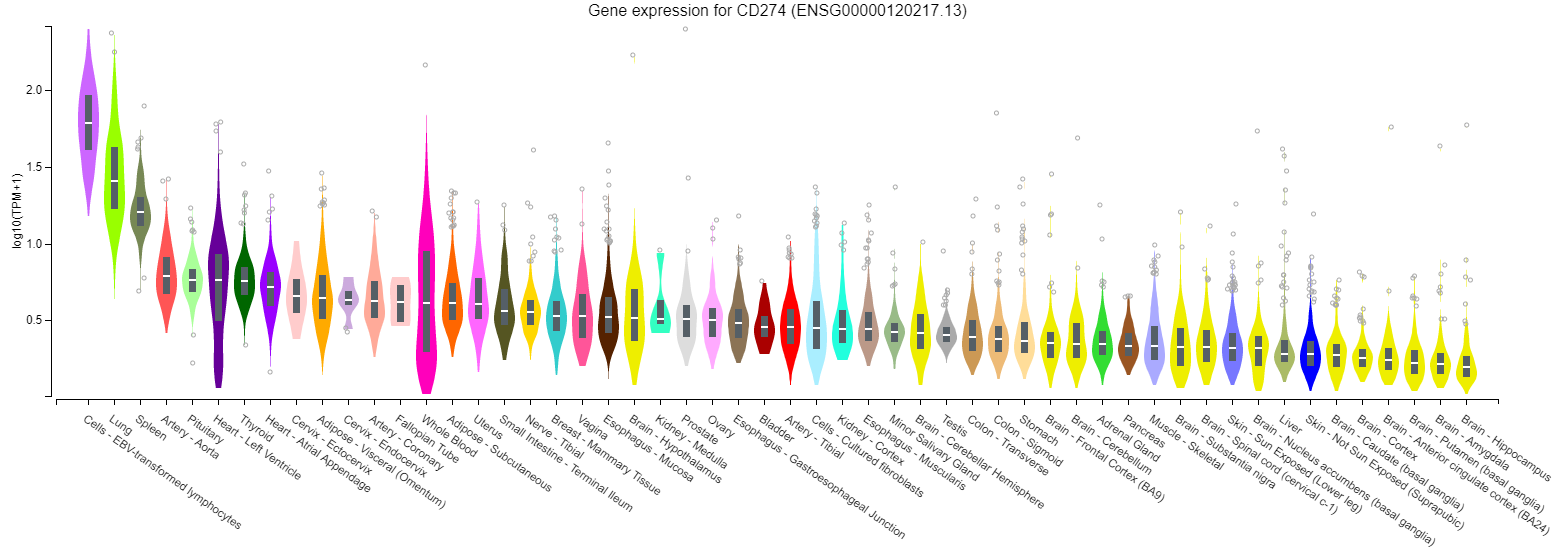 Gene expression for CD274 (ENSG00000120217.13)
log10(TPM+1)
2.0
1.5
1.0
0.5
Cells - EBV-transformed lymphocytes
Lung
Spleen
Artery - Aorta
Pituitary
Heart - Left Ventricle
Thyroid
Heart - Atrial Appendage
Cervix - Ectocervix
Adipose - Visceral (Omentum)
Cervix - Endocervix
Artery - Coronary
Fallopian Tube
Whole Blood
Adipose - Subcutaneous
Uterus
Small Intestine - Terminal Ileum
Nerve - Tibial
Breast - Mammary Tissue
Vagina
Esophagus - Mucosa
Brain - Hypothalamus
Kidney - Medulla
Prostate
Ovary
Esophagus - Gastroesophageal Junction
Bladder
Artery - Tibial
Cells - Cultured fibroblasts
Kidney - Cortex
Esophagus - Muscularis
Minor Salivary Gland
Brain - Cerebellar Hemisphere
Testis
Colon - Transverse
Colon - Sigmoid
Stomach
Brain - Frontal Cortex (BA9)
Brain - Cerebellum
Adrenal Gland
Pancreas
Muscle - Skeletal
Brain - Substantia nigra
Brain - Spinal cord (cervical c-1)
Skin - Sun Exposed (Lower leg)
Brain - Nucleus accumbens (basal ganglia)
Liver
Skin - Not Sun Exposed (Suprapubic)
Brain - Caudate (basal ganglia)
Brain - Cortex
Brain - Anterior cingulate cortex (BA24)
Brain - Putamen (basal ganglia)
Brain - Amygdala
Brain - Hippocampus